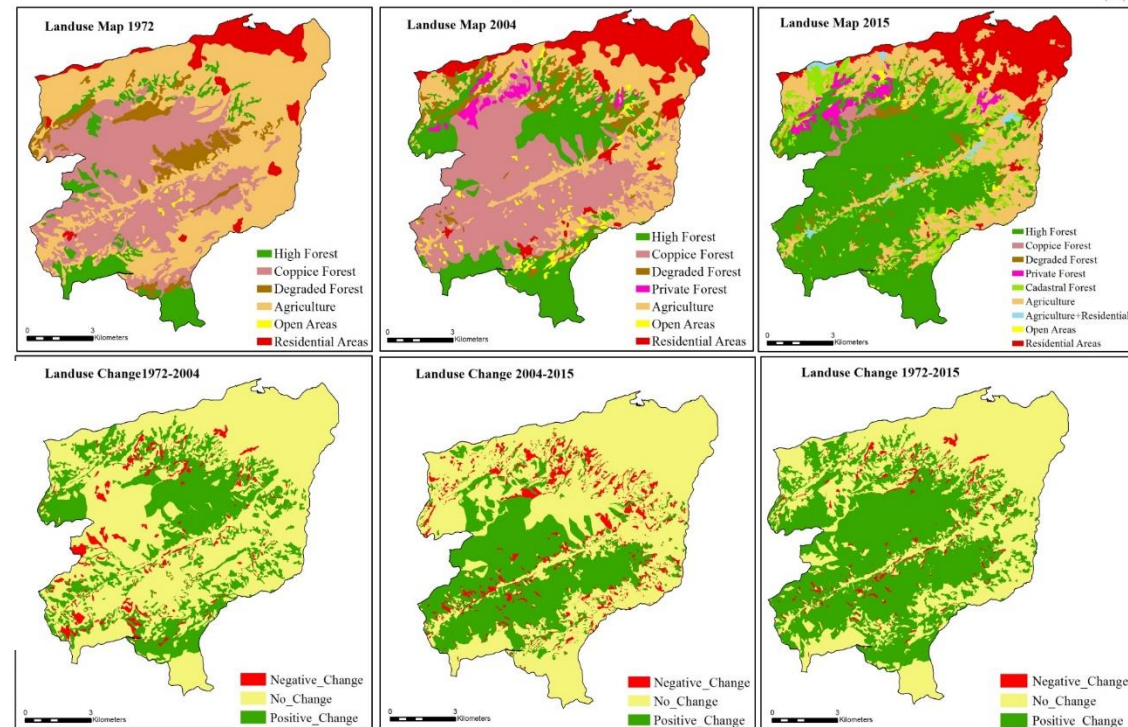 Landuse Map 1972
High Forest
Coppice Forest
Degraded Forest
Agriculture
Open Areas
Residential Areas
0 3
Kilometers
Landuse Map 2004
High Forest
Coppice Forest
Degraded Forest
Private Forest
Agriculture
Open Areas
Residential Areas
0 3
Kilometers
Landuse Map 2015
High Forest
Coppice Forest
Degraded Forest
Private Forest
Cadastral Forest
Agriculture
Agriculture+Residential
Open Areas
Residential Areas
0 3
Kilometers
Landuse Change1972-2004
Negative_Change
No_Change
Positive_Change
0 3
Kilometers
Landuse Change 2004-2015
Negative_Change
No_Change
Positive_Change
0 3
Kilometers
Landuse Change 1972-2015
Negative_Change
No_Change
Positive_Change
0 3
Kilometers